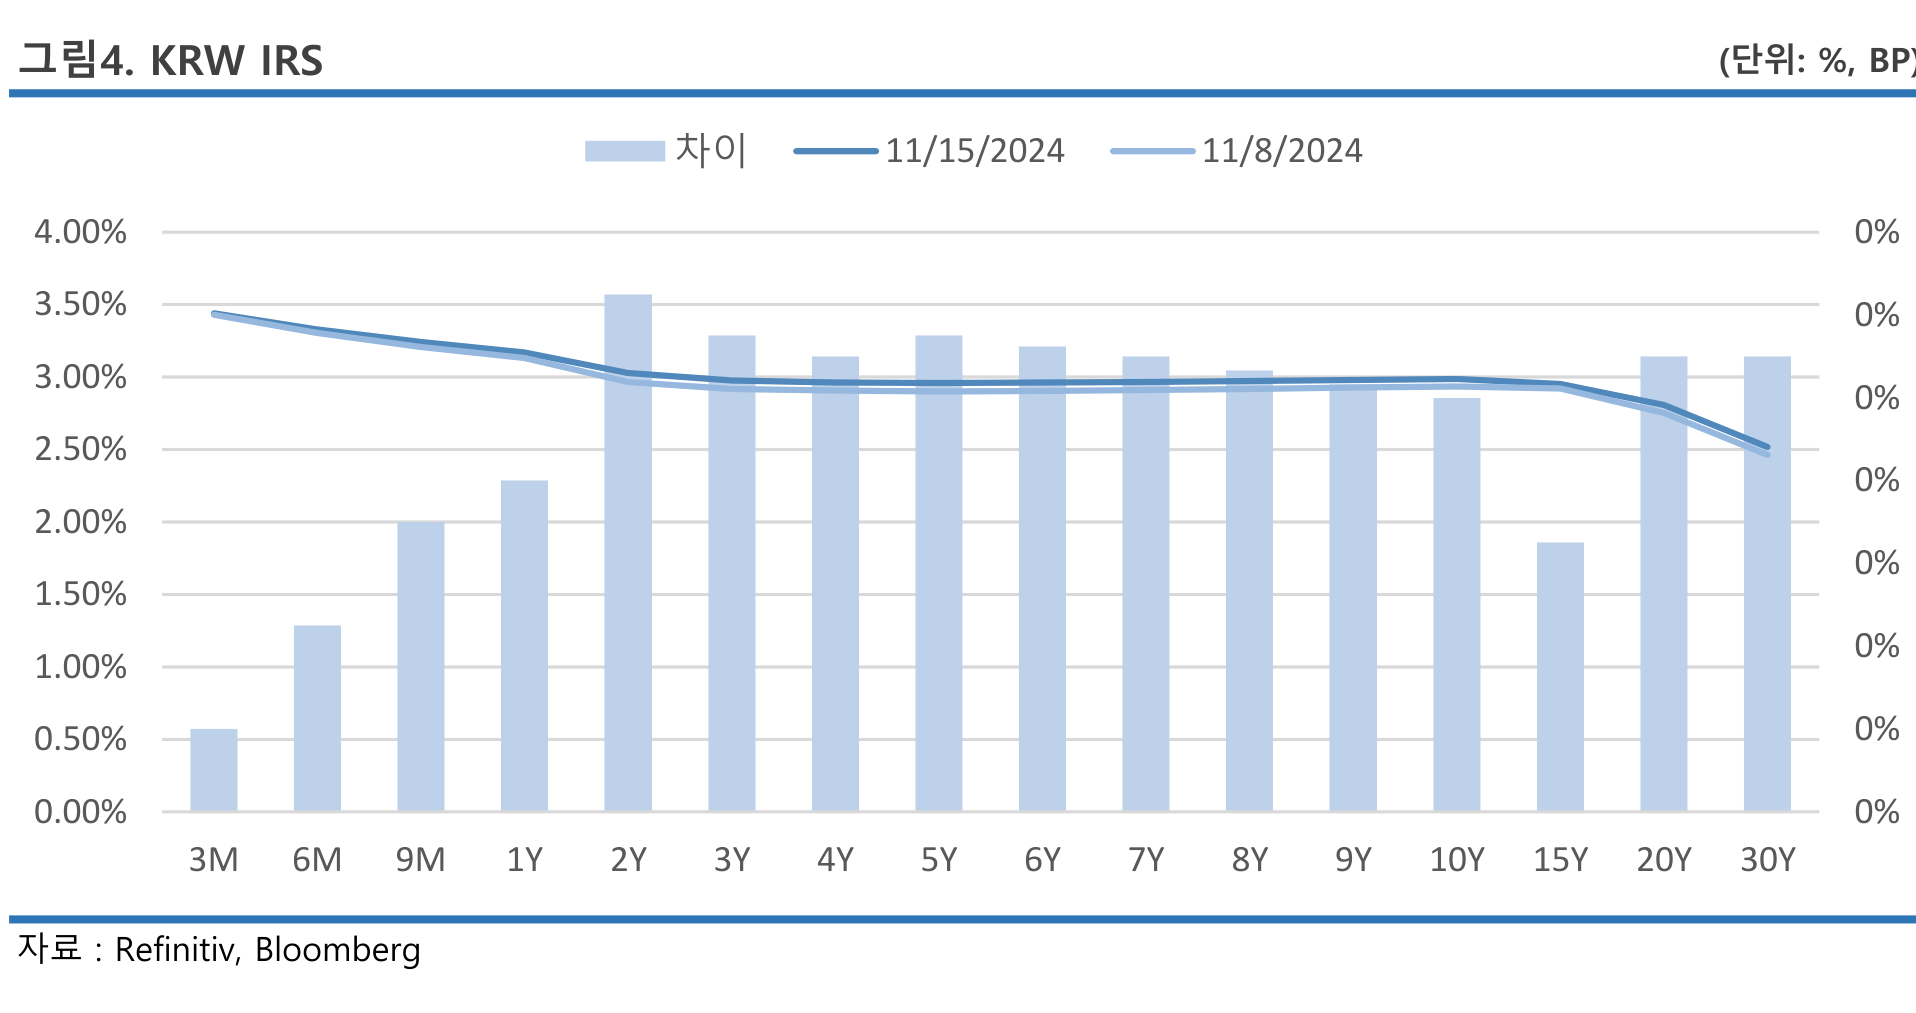 그림4. KRW IRS
(단위: %, BP)
차이 11/15/2024 11/8/2024
4.00% 0%
3.50% 0%
3.00% 0%
2.50% 0%
2.00% 0%
1.50% 0%
1.00% 0%
0.50% 0%
0.00%
3M 6M 9M 1Y 2Y 3Y 4Y 5Y 6Y 7Y 8Y 9Y 10Y 15Y 20Y 30Y
자료 : Refinitiv, Bloomberg